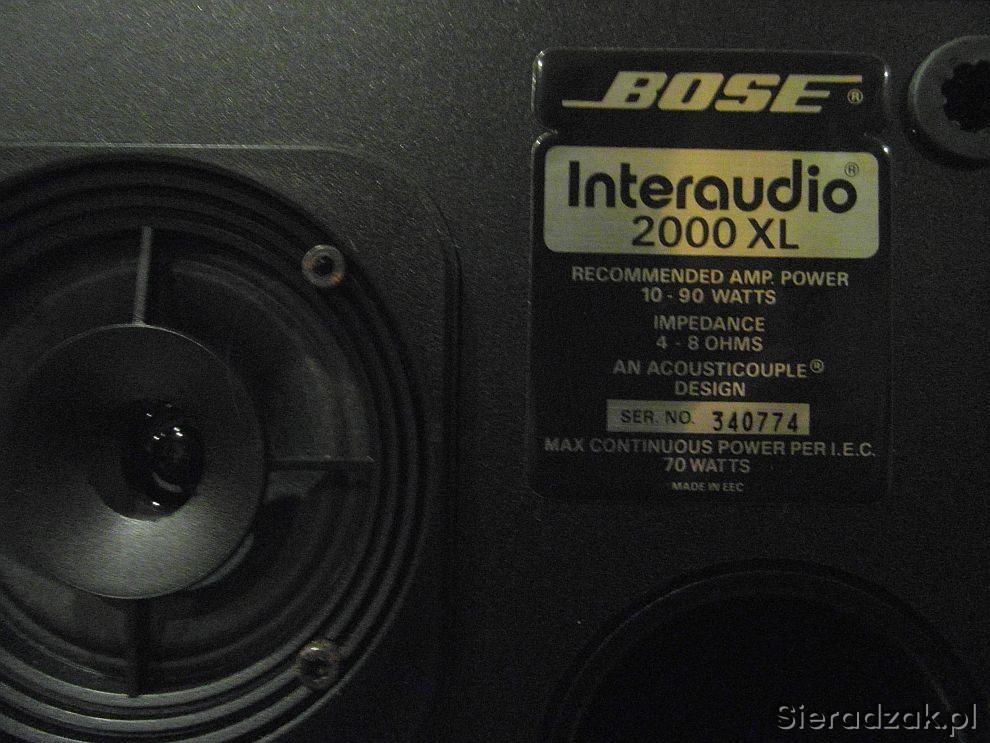 BOSE®
Interaudio®
2000 XL
RECOMMENDED AMP. POWER
10 - 90 WATTS
IMPEDANCE
4 - 8 OHMS
AN ACOUSTICOUPLE®
DESIGN
SER. NO. 340774
MAX CONTINUOUS POWER PER I.E.C.
70 WATTS
MADE IN EEC
Sieradzak.pl